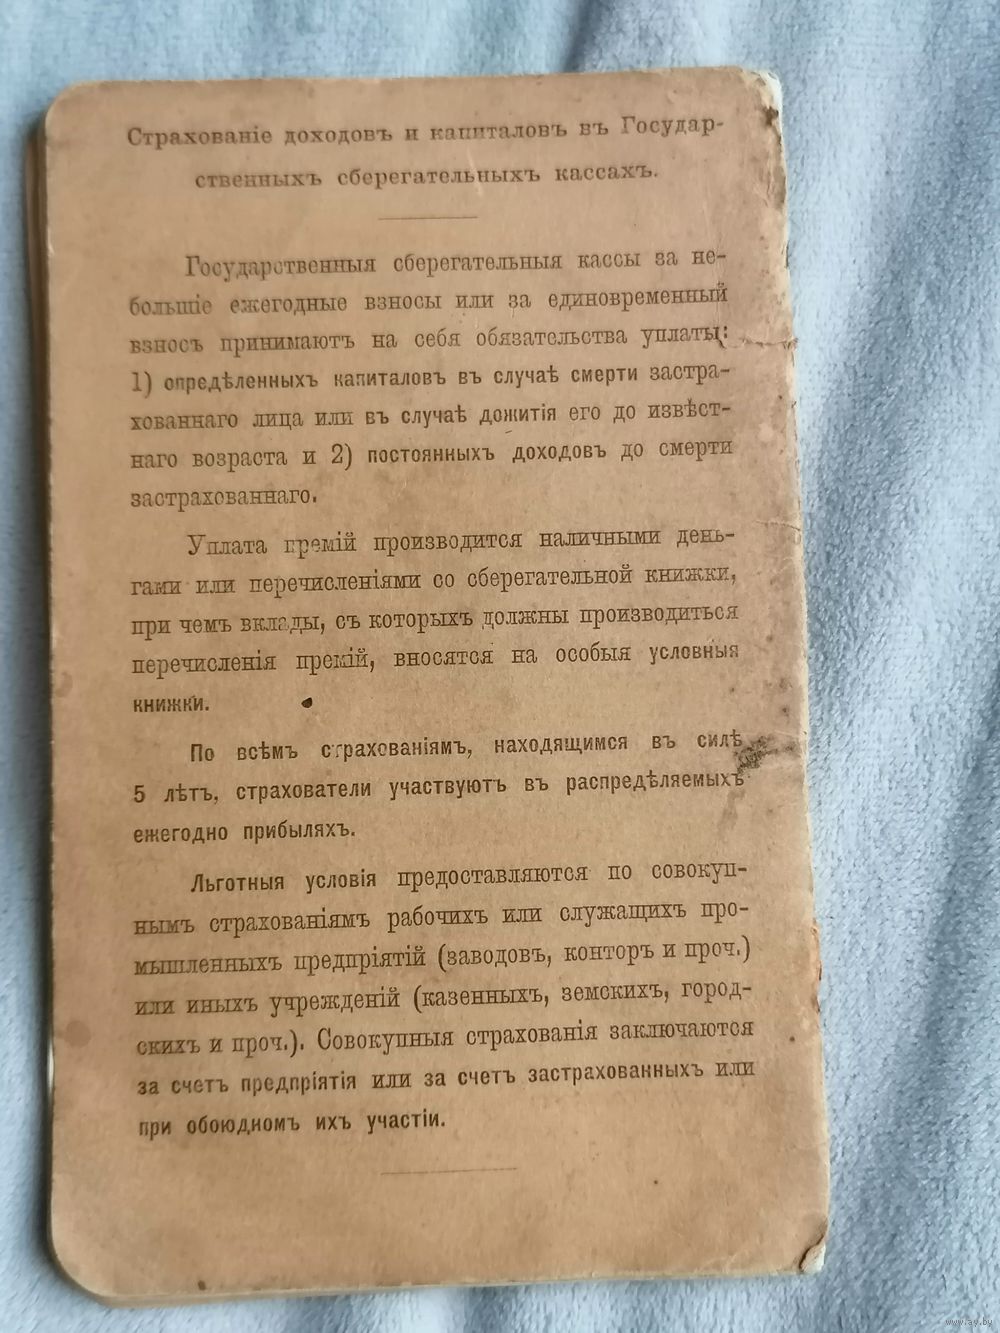 Страхованіе доходовъ и капиталовъ въ Государ-
ственныхъ сберегательныхъ кассахъ.
Государственныя сберегательныя кассы за не-
большіе ежегодные взносы или за единовременный
взносъ принимаютъ на себя обязательства уплаты:
1) опредѣленныхъ капиталовъ въ случаѣ смерти застра-
хованнаго лица или въ случаѣ дожитія его до извѣст-
наго возраста и 2) постоянныхъ доходовъ до смерти
застрахованнаго.
Уплата премій производится наличными день-
гами или перечисленіями со сберегательной книжки,
при чемъ вклады, съ которыхъ должны производиться
перечисленія премій, вносятся на особыя условныя
книжки.
По всѣмъ страхованіямъ, находящимся въ силѣ
5 лѣтъ, страхователи участвуютъ въ распредѣляемыхъ
ежегодно прибыляхъ.
Льготныя условія предоставляются по совокуп-
нымъ страхованіямъ рабочихъ или служащихъ про-
мышленныхъ предпріятій (заводовъ, конторъ и проч.)
или иныхъ учрежденій (казенныхъ, земскихъ, город-
скихъ и проч.). Совокупныя страхованія заключаются
за счетъ предпріятія или за счетъ застрахованныхъ или
при обоюдномъ ихъ участіи.
www.ay.by